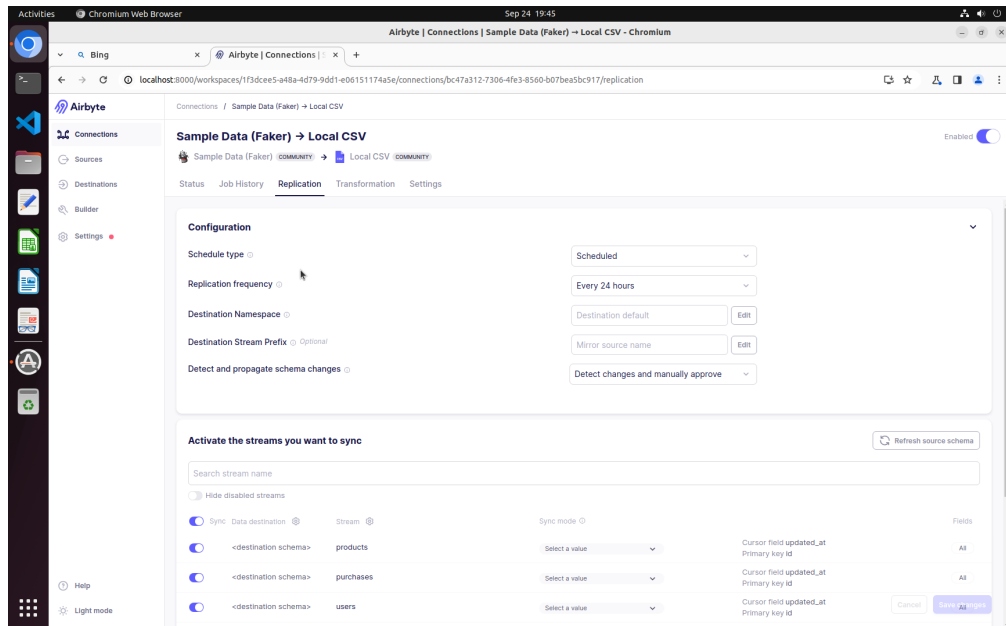 Activities
Chromium Web Browser
Sep 24 19:45
Airbyte | Connections | Sample Data (Faker) → Local CSV - Chromium
Bing
Airbyte | Connections |
localhost:8000/workspaces/1f3dcee5-a48a-4d79-9dd1-e06151174a5e/connections/bc47a312-7306-4fe3-8560-b07bea5bc917/replication
Airbyte
Connections / Sample Data (Faker) → Local CSV
Connections
Sources
Destinations
Builder
Settings
Sample Data (Faker) → Local CSV
Enabled
Sample Data (Faker) COMMUNITY → Local CSV COMMUNITY
Status Job History Replication Transformation Settings
Configuration
Schedule type
Scheduled
Replication frequency
Every 24 hours
Destination Namespace
Destination default
Edit
Destination Stream Prefix Optional
Mirror source name
Edit
Detect and propagate schema changes
Detect changes and manually approve
Activate the streams you want to sync
Refresh source schema
Search stream name
Hide disabled streams
Sync Data destination Stream Sync mode Fields
<destination schema> products Select a value Cursor field updated_at All
Primary key id
<destination schema> purchases Select a value Cursor field updated_at All
Primary key id
<destination schema> users Select a value Cursor field updated_at
Primary key id
Cancel
Save changes
Help
Light mode